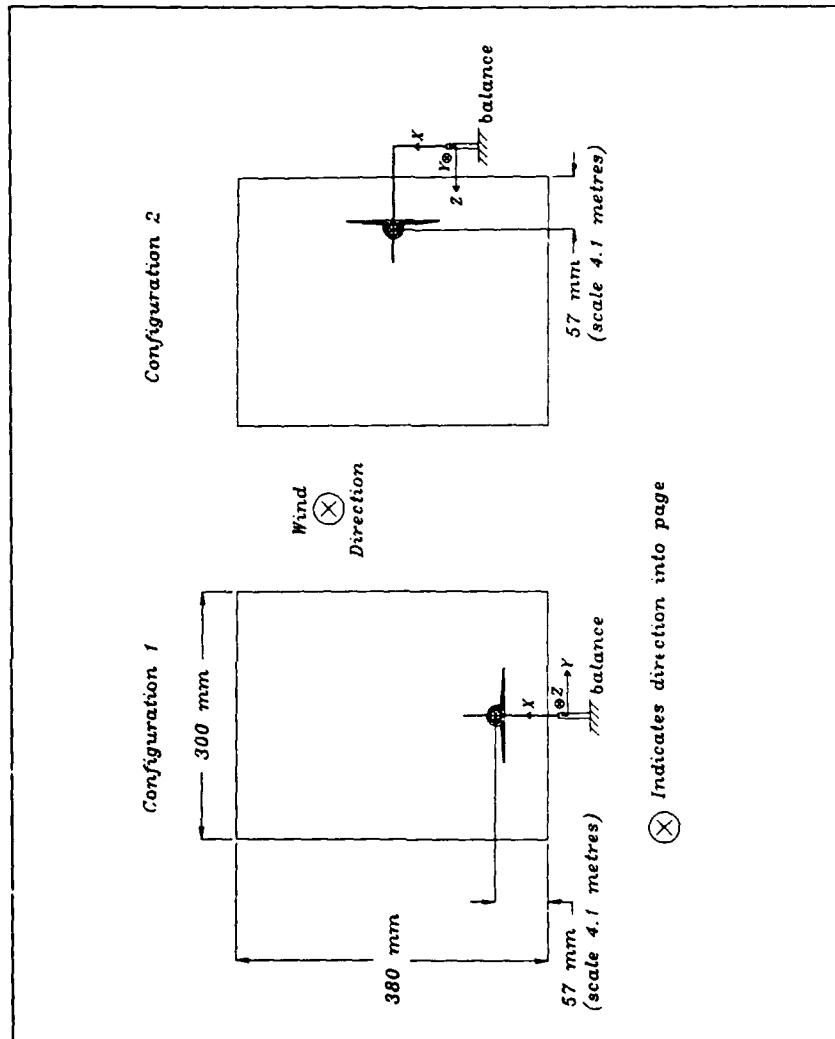 Configuration 1
300 mm
380 mm
57 mm
(scale 4.1 metres)
X
Z
Y
balance
Wind
Direction
Indicates direction into page
Configuration 2
X
Y
Z
balance
57 mm
(scale 4.1 metres)